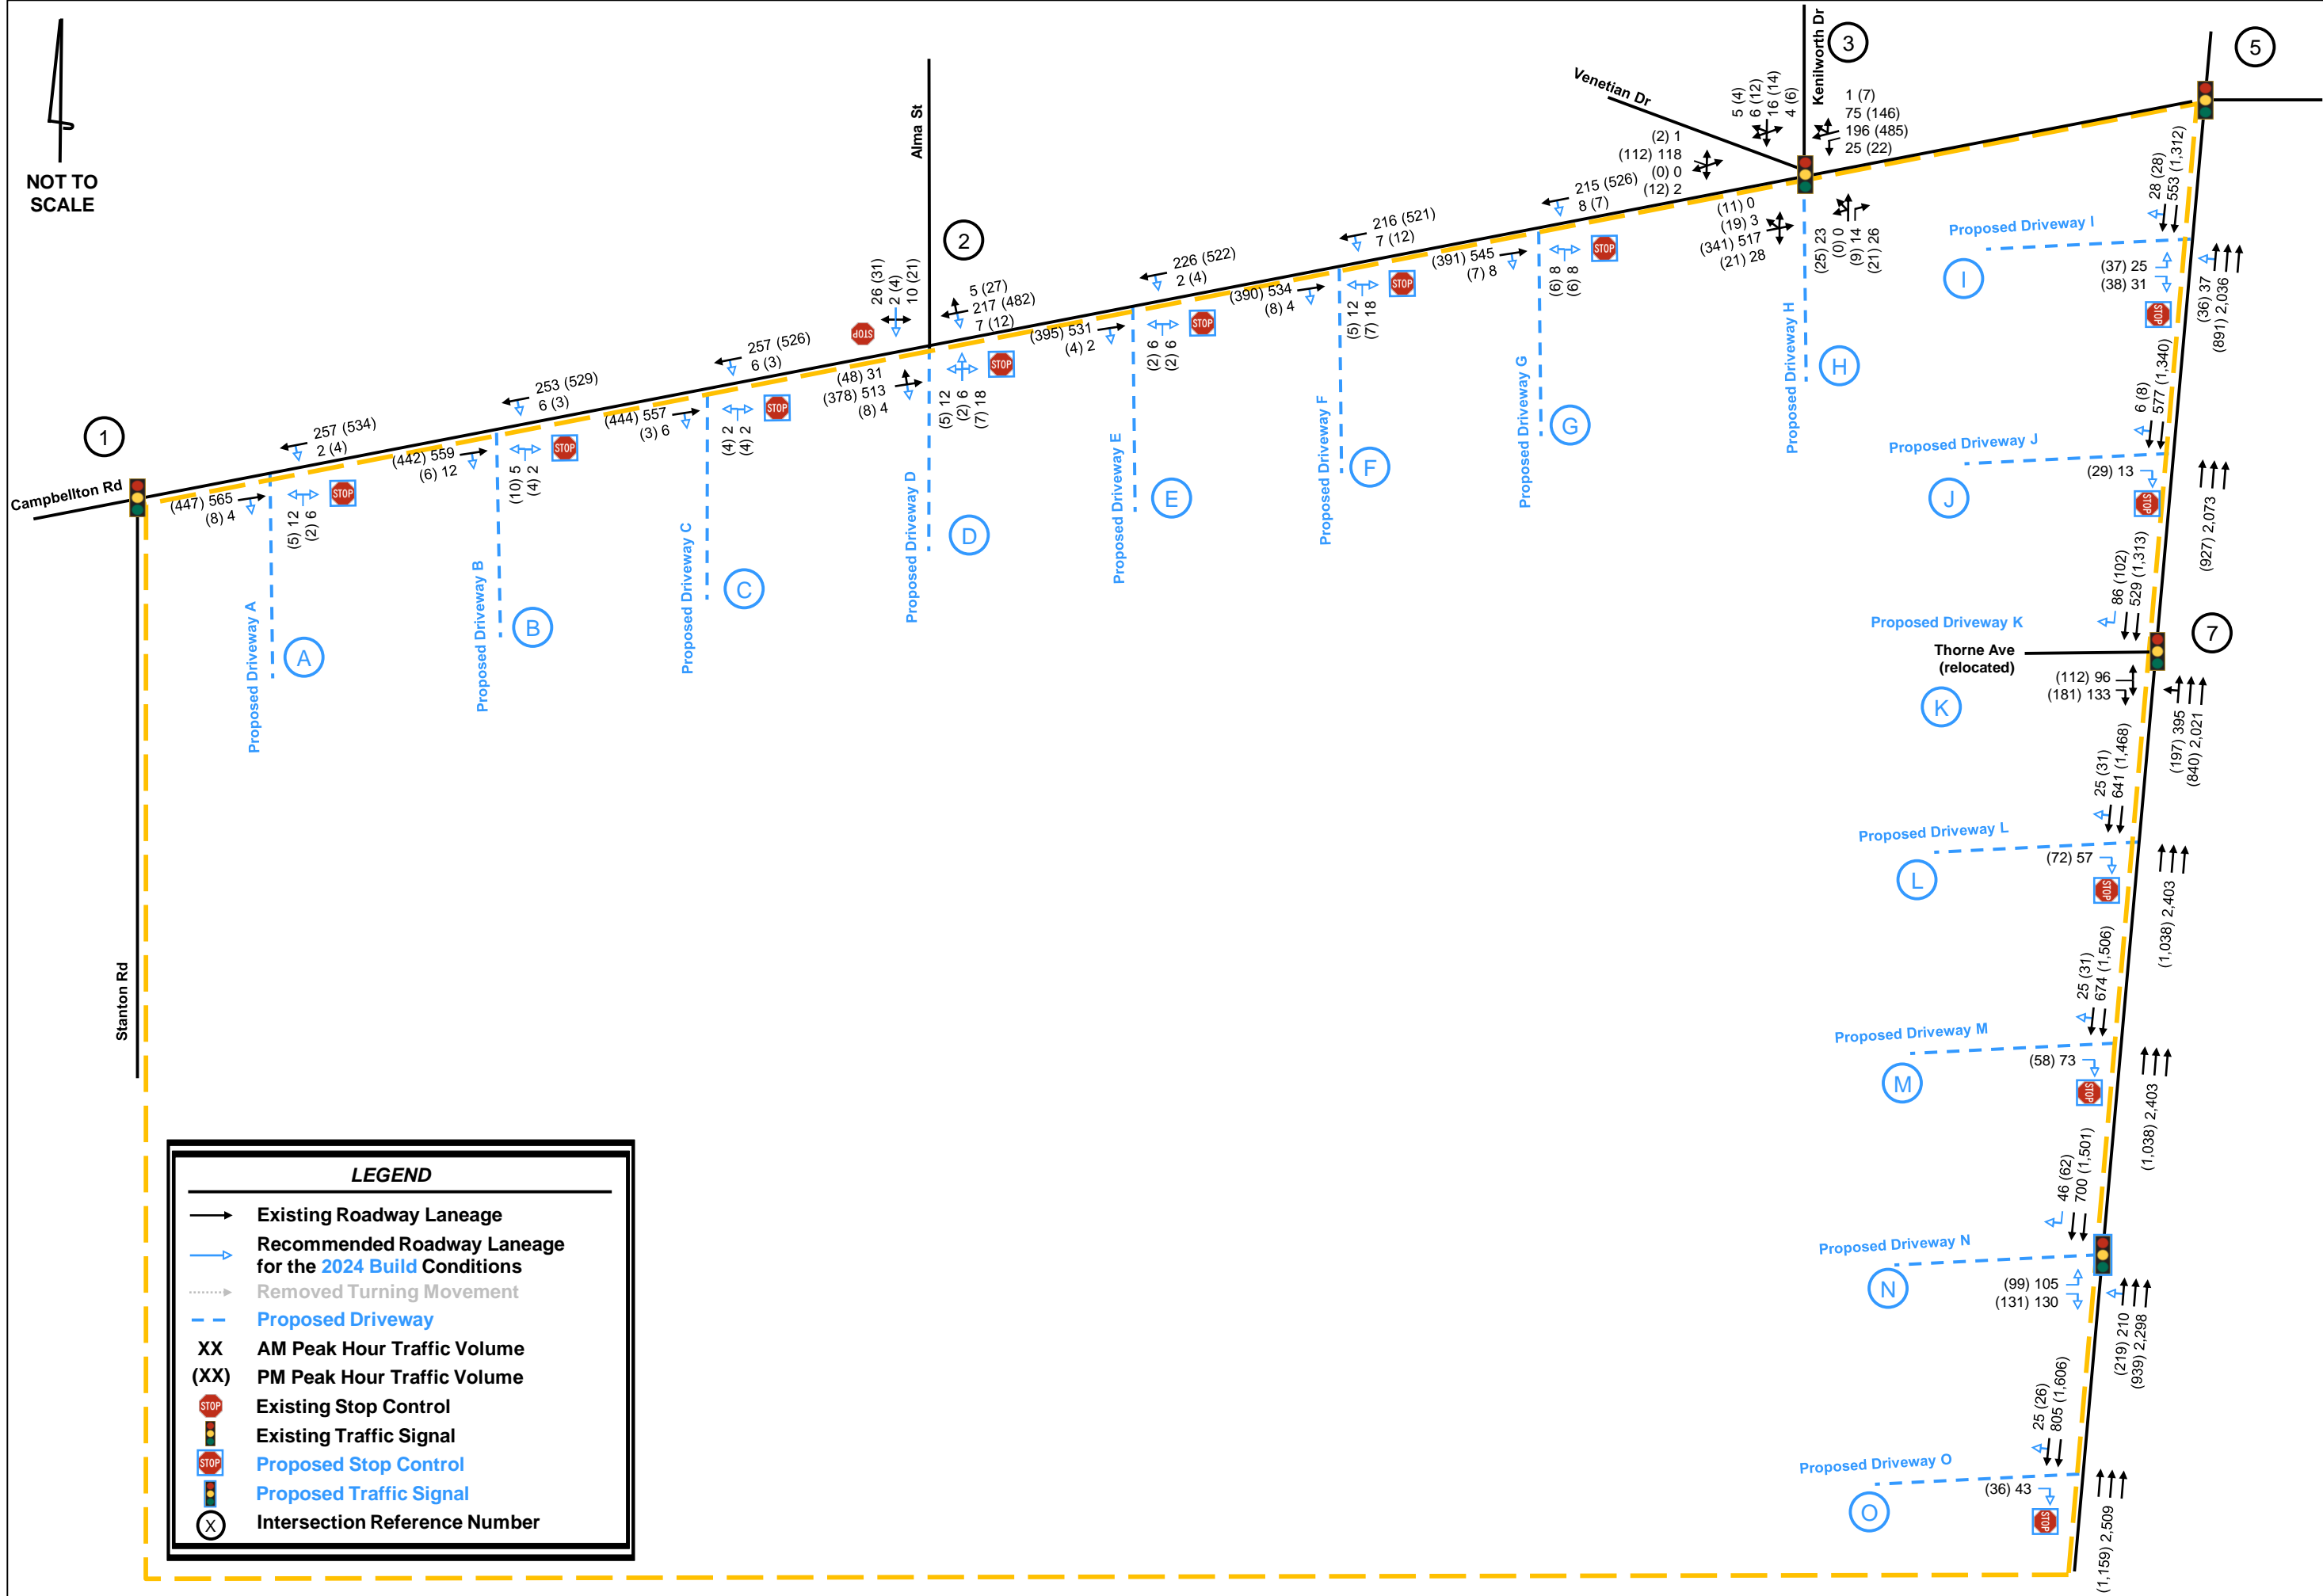 NOT TO
SCALE
1
Campbellton Rd
Stanton Rd
(447) 565
(8) 4
257 (534)
2 (4)
(5) 12
(2) 6
STOP
Proposed Driveway A
A
(442) 559
(6) 12
253 (529)
6 (3)
(10) 5
(4) 2
STOP
Proposed Driveway B
B
(444) 557
(3) 6
257 (526)
6 (3)
(4) 2
(4) 2
STOP
Proposed Driveway C
C
Alma St
2
26 (31)
2 (4)
10 (21)
STOP
5 (27)
217 (482)
7 (12)
(48) 31
(378) 513
(8) 4
(5) 12
(2) 6
(7) 18
STOP
Proposed Driveway D
D
(395) 531
(4) 2
226 (522)
2 (4)
(2) 6
(2) 6
STOP
Proposed Driveway E
E
(390) 534
(8) 4
216 (521)
7 (12)
(5) 12
(7) 18
STOP
Proposed Driveway F
F
(391) 545
(7) 8
215 (526)
8 (7)
(6) 8
(6) 8
STOP
Proposed Driveway G
G
Venetian Dr
Kenilworth Dr
3
5 (4)
6 (12)
16 (14)
4 (6)
1 (7)
75 (146)
196 (485)
25 (22)
(2) 1
(112) 118
(0) 0
(12) 2
(11) 0
(19) 3
(341) 517
(21) 28
(25) 23
(0) 0
(9) 14
(21) 26
Proposed Driveway H
H
5
28 (28)
553 (1,312)
Proposed Driveway I
I
(37) 25
(38) 31
STOP
(36) 37
(891) 2,036
6 (8)
577 (1,340)
Proposed Driveway J
J
(29) 13
STOP
(927) 2,073
86 (102)
529 (1,313)
Proposed Driveway K
Thorne Ave
(relocated)
7
K
(112) 96
(181) 133
(197) 395
(840) 2,021
25 (31)
641 (1,468)
Proposed Driveway L
L
(72) 57
STOP
(1,038) 2,403
25 (31)
674 (1,506)
Proposed Driveway M
M
(58) 73
STOP
(1,038) 2,403
46 (62)
700 (1,501)
Proposed Driveway N
N
(99) 105
(131) 130
(219) 210
(939) 2,298
25 (26)
805 (1,606)
Proposed Driveway O
O
(36) 43
STOP
(1,159) 2,509
LEGEND
Existing Roadway Laneage
Recommended Roadway Laneage
for the 2024 Build Conditions
Removed Turning Movement
Proposed Driveway
XX AM Peak Hour Traffic Volume
(XX) PM Peak Hour Traffic Volume
STOP Existing Stop Control
Existing Traffic Signal
STOP Proposed Stop Control
Proposed Traffic Signal
X Intersection Reference Number